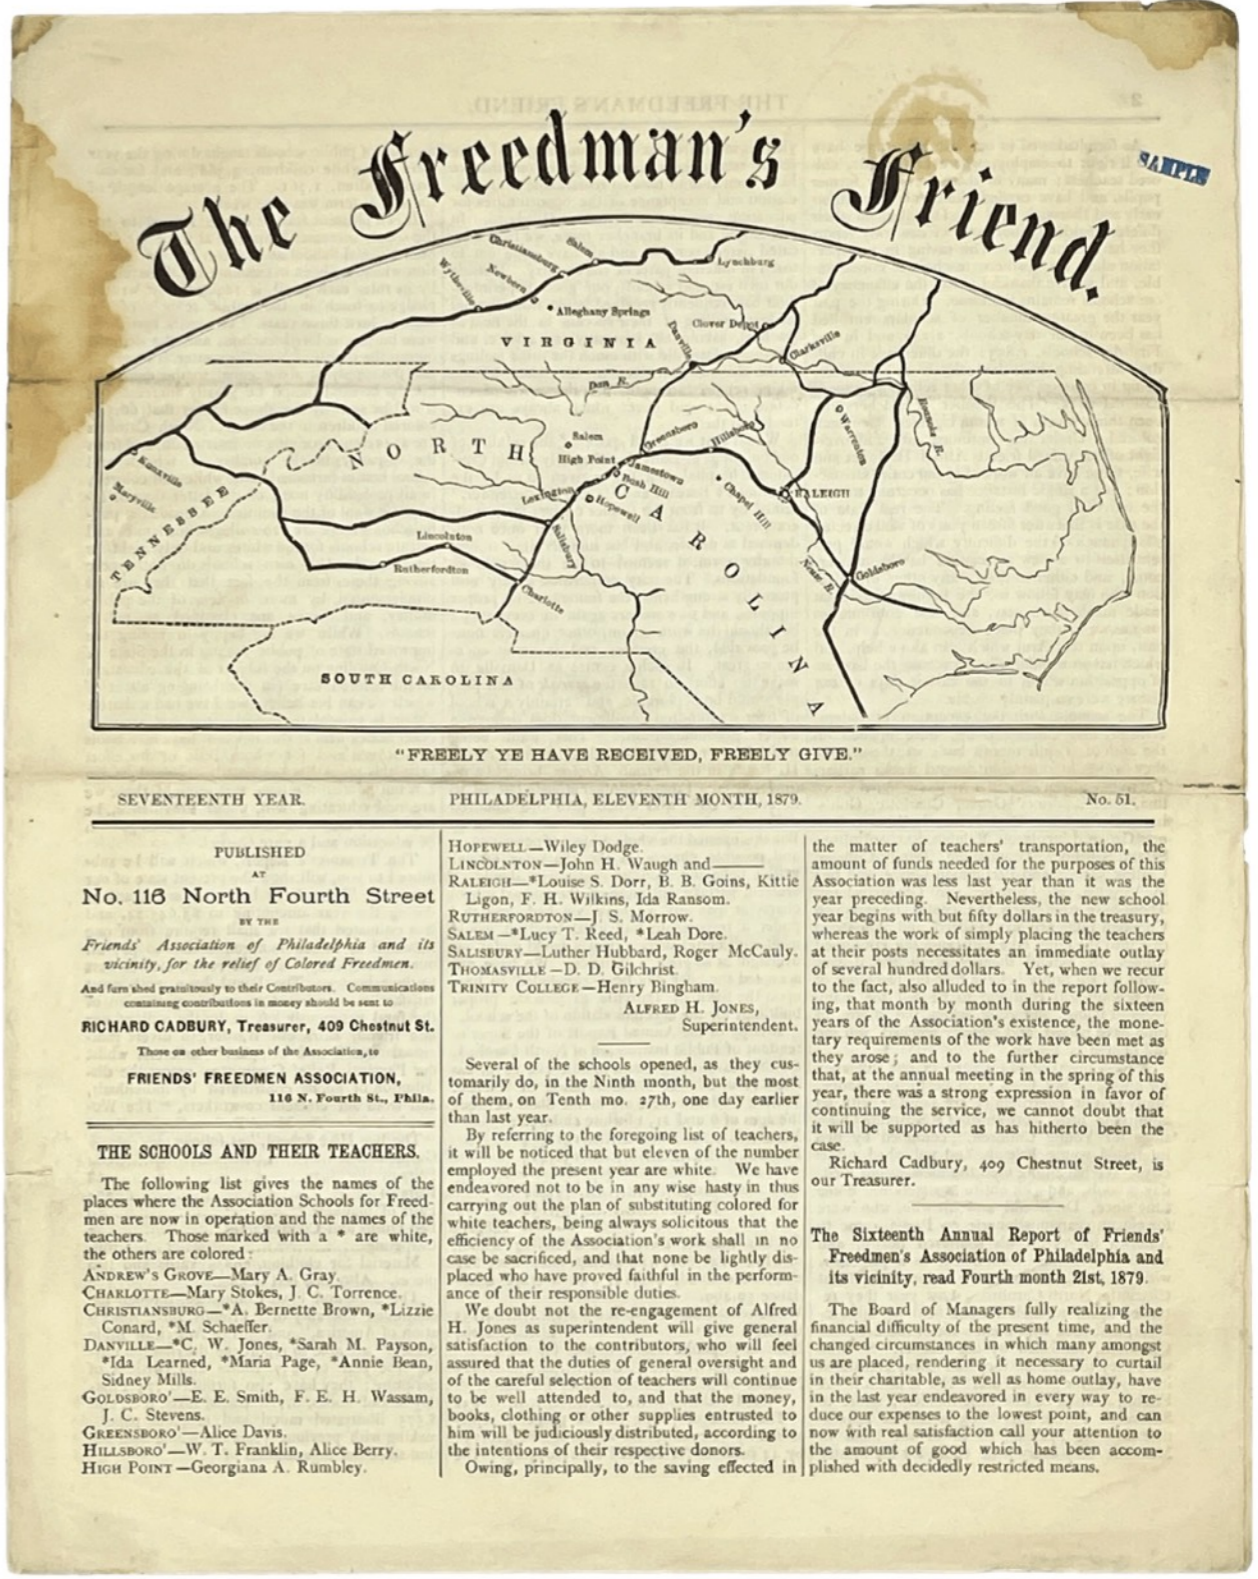 The Freedman's Friend.
SAMPLE
Christiansburg
Salem
Lynchburg
Wytheville
Newbern
Alleghany Springs
Clover Depot
Danville
Clarksville
VIRGINIA
Dan R.
Roanoke R.
Warrenton
NORTH
Salem
Greensboro
Hillsboro
High Point
Jamestown
Bush Hill
Knoxville
Maryville
Lexington
Hopewell
Chapel Hill
RALEIGH
CAROLINA
TENNESSEE
Lincolnton
Salisbury
Rutherfordton
Neuse R.
Goldsboro
Charlotte
SOUTH CAROLINA
"FREELY YE HAVE RECEIVED, FREELY GIVE."
SEVENTEENTH YEAR. PHILADELPHIA, ELEVENTH MONTH, 1879. No. 51.
PUBLISHED
AT
No. 116 North Fourth Street
BY THE
Friends' Association of Philadelphia and its
vicinity, for the relief of Colored Freedmen.
And furn shed gratuitously to their Contributors. Communications
containing contributions in money should be sent to
RICHARD CADBURY, Treasurer, 409 Chestnut St.
Those on other business of the Association, to
FRIENDS' FREEDMEN ASSOCIATION,
116 N. Fourth St., Phila.
THE SCHOOLS AND THEIR TEACHERS.
The following list gives the names of the
places where the Association Schools for Freed-
men are now in operation and the names of the
teachers. Those marked with a * are white,
the others are colored:
ANDREW'S GROVE—Mary A. Gray.
CHARLOTTE—Mary Stokes, J. C. Torrence.
CHRISTIANSBURG—*A. Bernette Brown, *Lizzie
Conard, *M. Schaeffer.
DANVILLE—*C. W. Jones, *Sarah M. Payson,
*Ida Learned, *Maria Page, *Annie Bean,
Sidney Mills.
GOLDSBORO'—E. E. Smith, F. E. H. Wassam,
J. C. Stevens.
GREENSBORO'—Alice Davis.
HILLSBORO'—W. T. Franklin, Alice Berry.
HIGH POINT—Georgiana A. Rumbley.
HOPEWELL—Wiley Dodge.
LINCOLNTON—John H. Waugh and———
RALEIGH—*Louise S. Dorr, B. B. Goins, Kittie
Ligon, F. H. Wilkins, Ida Ransom.
RUTHERFORDTON—J. S. Morrow.
SALEM—*Lucy T. Reed, *Leah Dore.
SALISBURY—Luther Hubbard, Roger McCauly.
THOMASVILLE—D. D. Gilchrist.
TRINITY COLLEGE—Henry Bingham.
ALFRED H. JONES,
Superintendent.
Several of the schools opened, as they cus-
tomarily do, in the Ninth month, but the most
of them, on Tenth mo. 27th, one day earlier
than last year.
By referring to the foregoing list of teachers,
it will be noticed that but eleven of the number
employed the present year are white. We have
endeavored not to be in any wise hasty in thus
carrying out the plan of substituting colored for
white teachers, being always solicitous that the
efficiency of the Association's work shall in no
case be sacrificed, and that none be lightly dis-
placed who have proved faithful in the perform-
ance of their responsible duties.
We doubt not the re-engagement of Alfred
H. Jones as superintendent will give general
satisfaction to the contributors, who will feel
assured that the duties of general oversight and
of the careful selection of teachers will continue
to be well attended to, and that the money,
books, clothing or other supplies entrusted to
him will be judiciously distributed, according to
the intentions of their respective donors.
Owing, principally, to the saving effected in
the matter of teachers' transportation, the
amount of funds needed for the purposes of this
Association was less last year than it was the
year preceding. Nevertheless, the new school
year begins with but fifty dollars in the treasury,
whereas the work of simply placing the teachers
at their posts necessitates an immediate outlay
of several hundred dollars. Yet, when we recur
to the fact, also alluded to in the report follow-
ing, that month by month during the sixteen
years of the Association's existence, the mone-
tary requirements of the work have been met as
they arose; and to the further circumstance
that, at the annual meeting in the spring of this
year, there was a strong expression in favor of
continuing the service, we cannot doubt that
it will be supported as has hitherto been the
case.
Richard Cadbury, 409 Chestnut Street, is
our Treasurer.
The Sixteenth Annual Report of Friends'
Freedmen's Association of Philadelphia and
its vicinity, read Fourth month 21st, 1879.
The Board of Managers fully realizing the
financial difficulty of the present time, and the
changed circumstances in which many amongst
us are placed, rendering it necessary to curtail
in their charitable, as well as home outlay, have
in the last year endeavored in every way to re-
duce our expenses to the lowest point, and can
now with real satisfaction call your attention to
the amount of good which has been accom-
plished with decidedly restricted means.